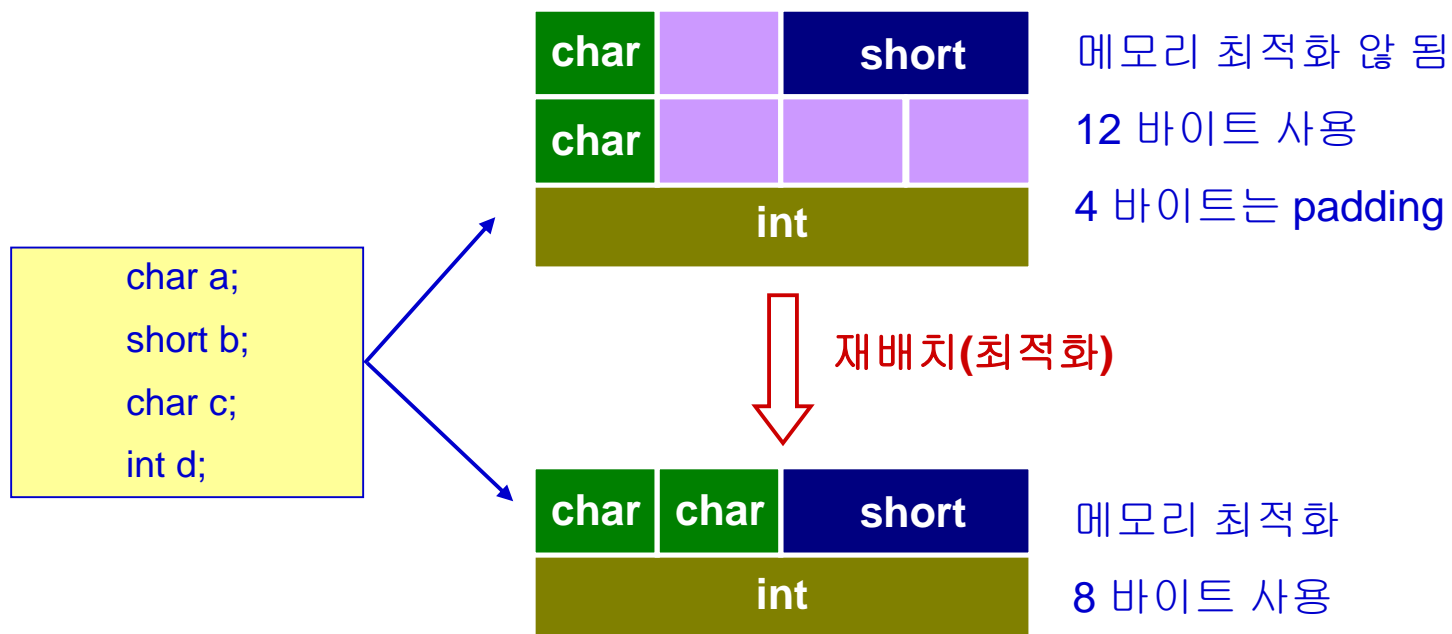 char short
메모리 최적화 않 됨
char
12 바이트 사용
int
4 바이트는 padding
char a;
short b;
char c;
int d;
재배치(최적화)
char char short
메모리 최적화
int
8 바이트 사용